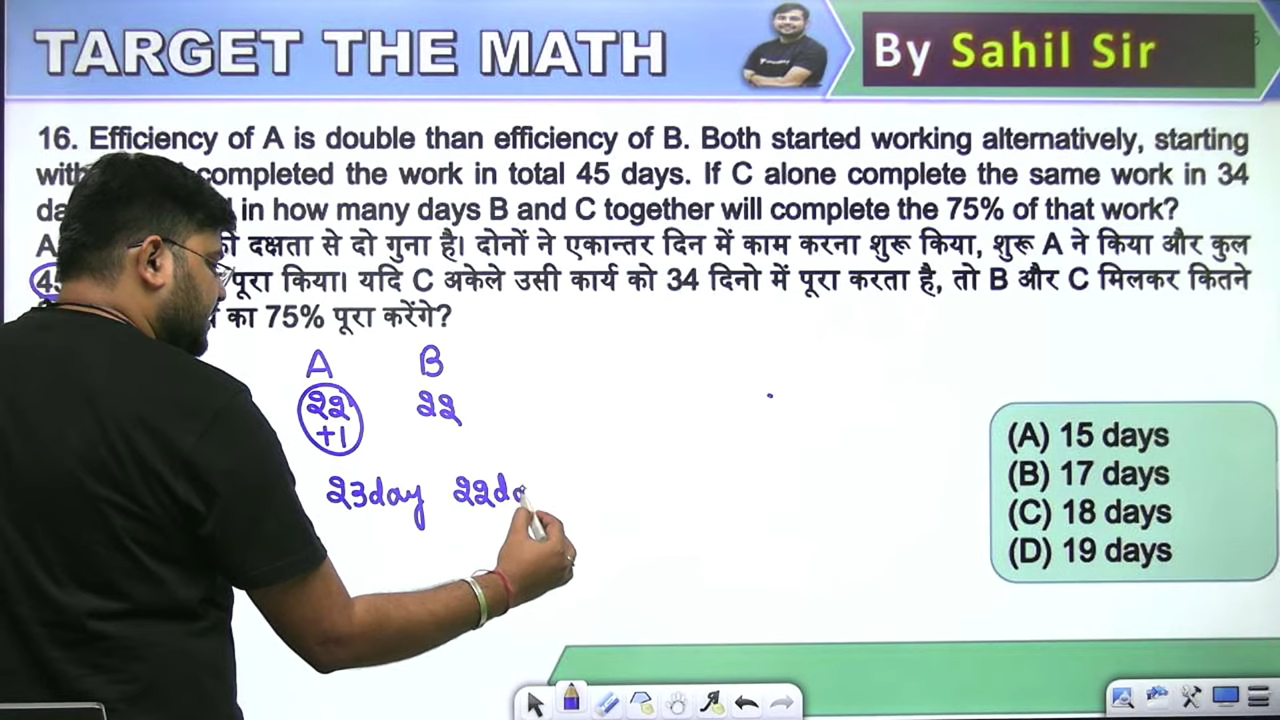 TARGET THE MATH
By Sahil Sir
16. Efficiency of A is double than efficiency of B. Both started working alternatively, starting
with completed the work in total 45 days. If C alone complete the same work in 34
in how many days B and C together will complete the 75% of that work?
A दक्षता से दो गुना है। दोनों ने एकान्तर दिन में काम करना शुरू किया, शुरू A ने किया और कुल
पूरा किया। यदि C अकेले उसी कार्य को 34 दिनो में पूरा करता है, तो B और C मिलकर कितने
का 75% पूरा करेंगे?
A B
22 22
+1
23day 22da
(A) 15 days
(B) 17 days
(C) 18 days
(D) 19 days